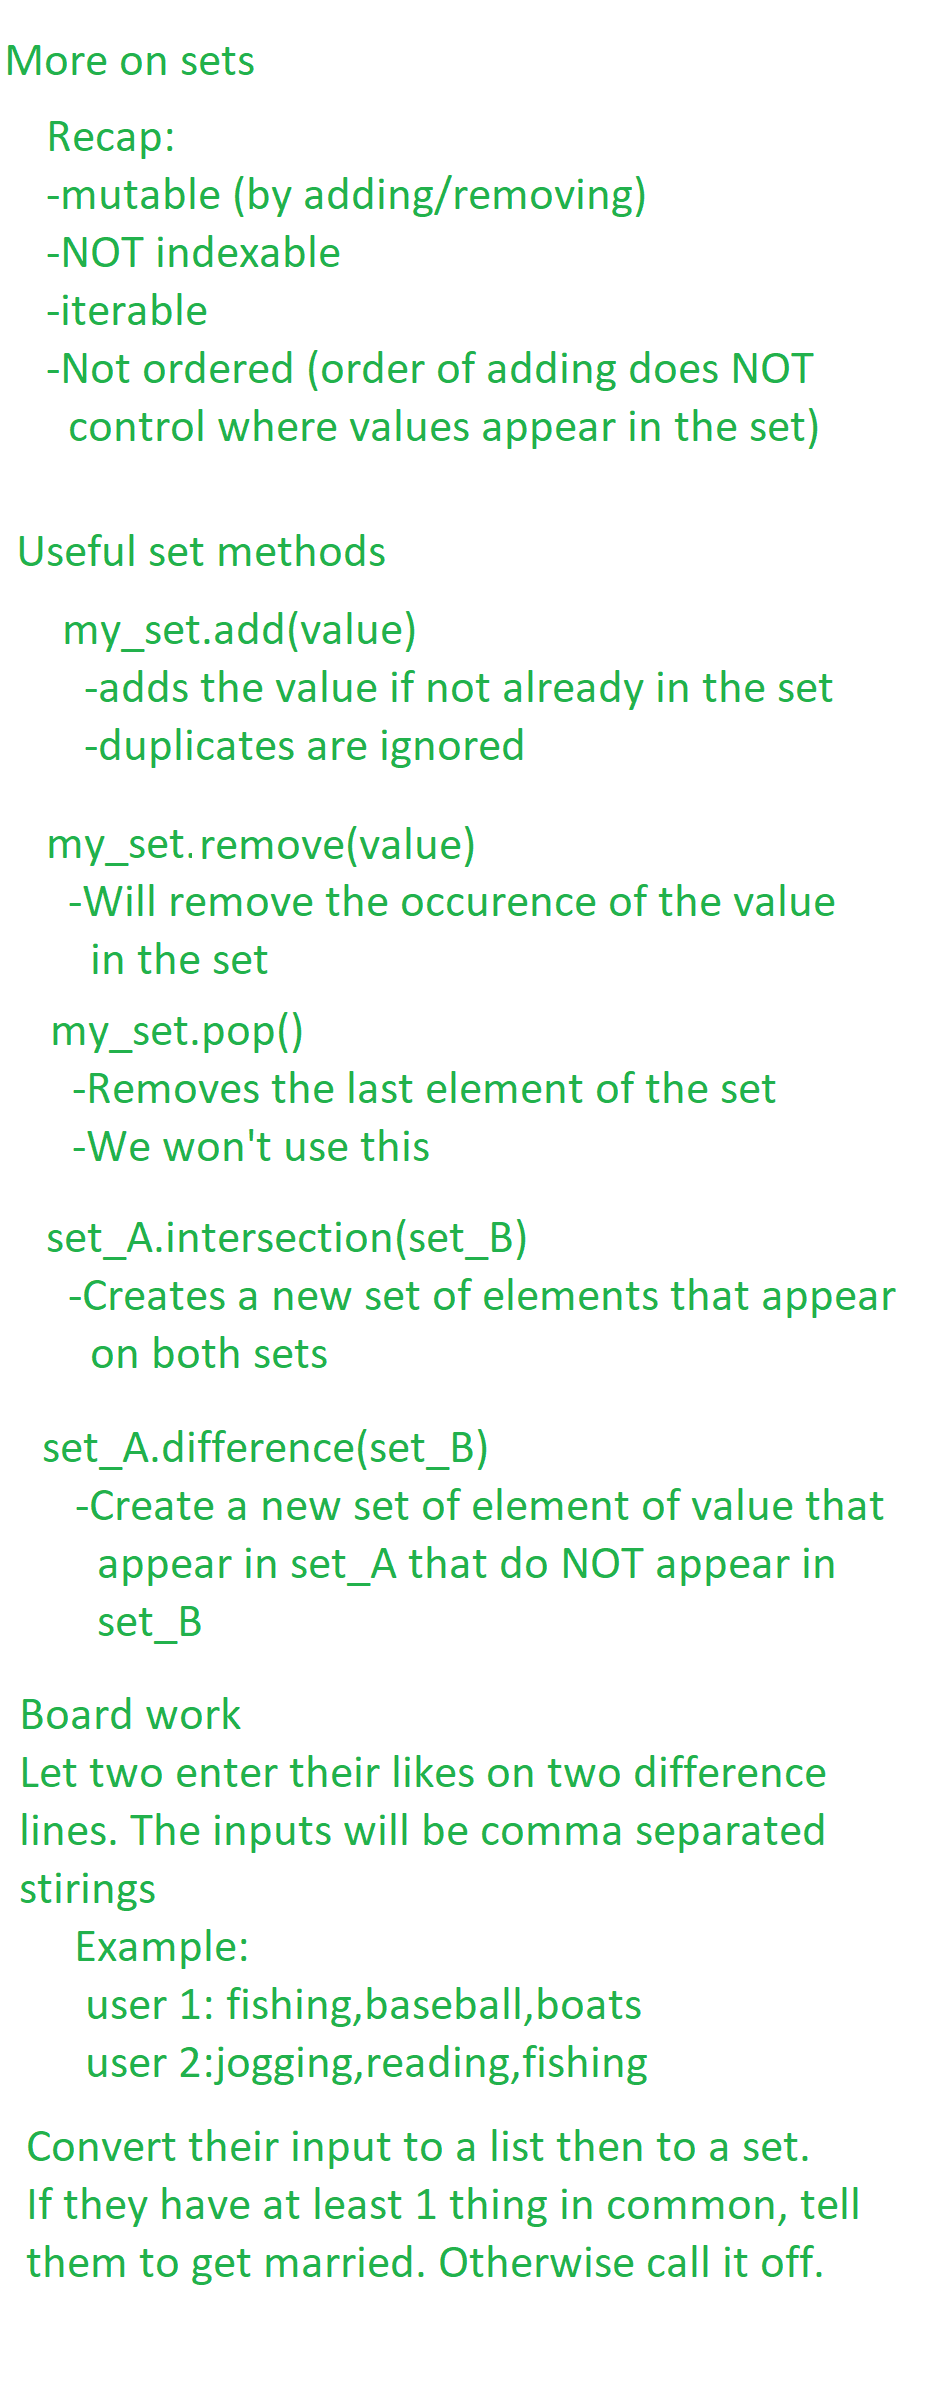 More on sets
Recap:
-mutable (by adding/removing)
-NOT indexable
-iterable
-Not ordered (order of adding does NOT
control where values appear in the set)
Useful set methods
my_set.add(value)
-adds the value if not already in the set
-duplicates are ignored
my_set.remove(value)
-Will remove the occurence of the value
in the set
my_set.pop()
-Removes the last element of the set
-We won't use this
set_A.intersection(set_B)
-Creates a new set of elements that appear
on both sets
set_A.difference(set_B)
-Create a new set of element of value that
appear in set_A that do NOT appear in
set_B
Board work
Let two enter their likes on two difference
lines. The inputs will be comma separated
stirings
Example:
user 1: fishing,baseball,boats
user 2:jogging,reading,fishing
Convert their input to a list then to a set.
If they have at least 1 thing in common, tell
them to get married. Otherwise call it off.